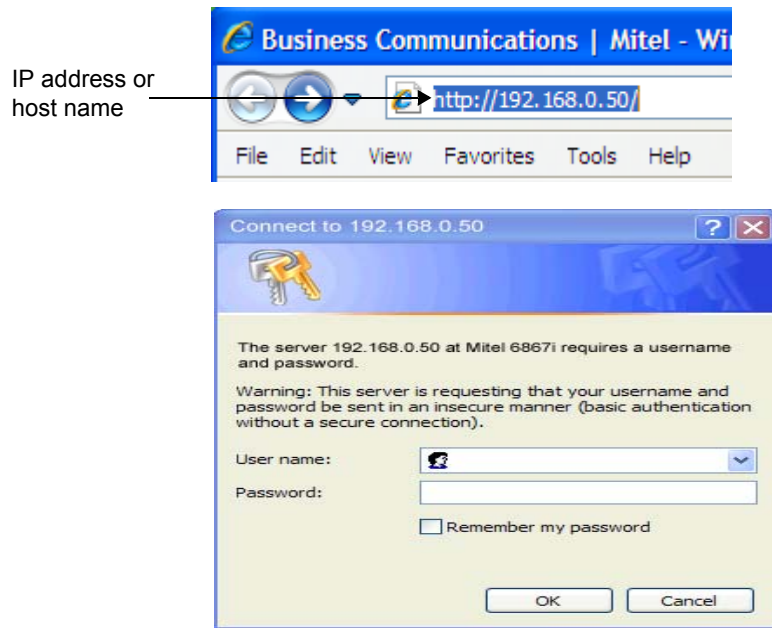 Business Communications | Mitel - Wi
IP address or
host name
http://192.168.0.50/
File Edit View Favorites Tools Help
Connect to 192.168.0.50
The server 192.168.0.50 at Mitel 6867i requires a username
and password.
Warning: This server is requesting that your username and
password be sent in an insecure manner (basic authentication
without a secure connection).
User name:
Password:
Remember my password
OK Cancel